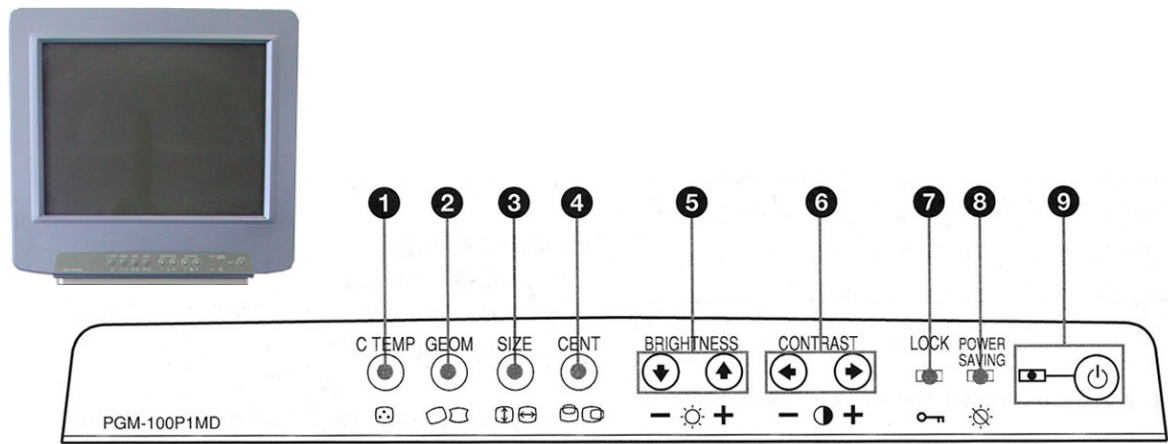 1 2 3 4 5 6 7 8 9
C TEMP GEOM SIZE CENT BRIGHTNESS CONTRAST LOCK POWER
SAVING
PGM-100P1MD